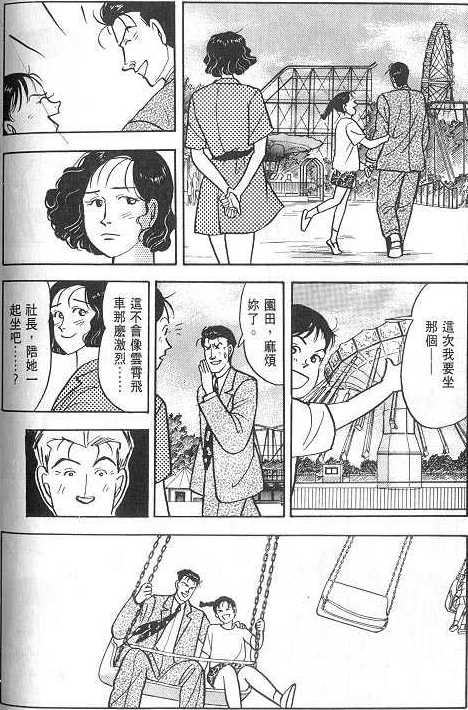 這次我要坐
那個──
園田，麻煩
妳了。
這不會像雲霄飛
車那麼激烈……
社長，陪她一
起坐吧……？